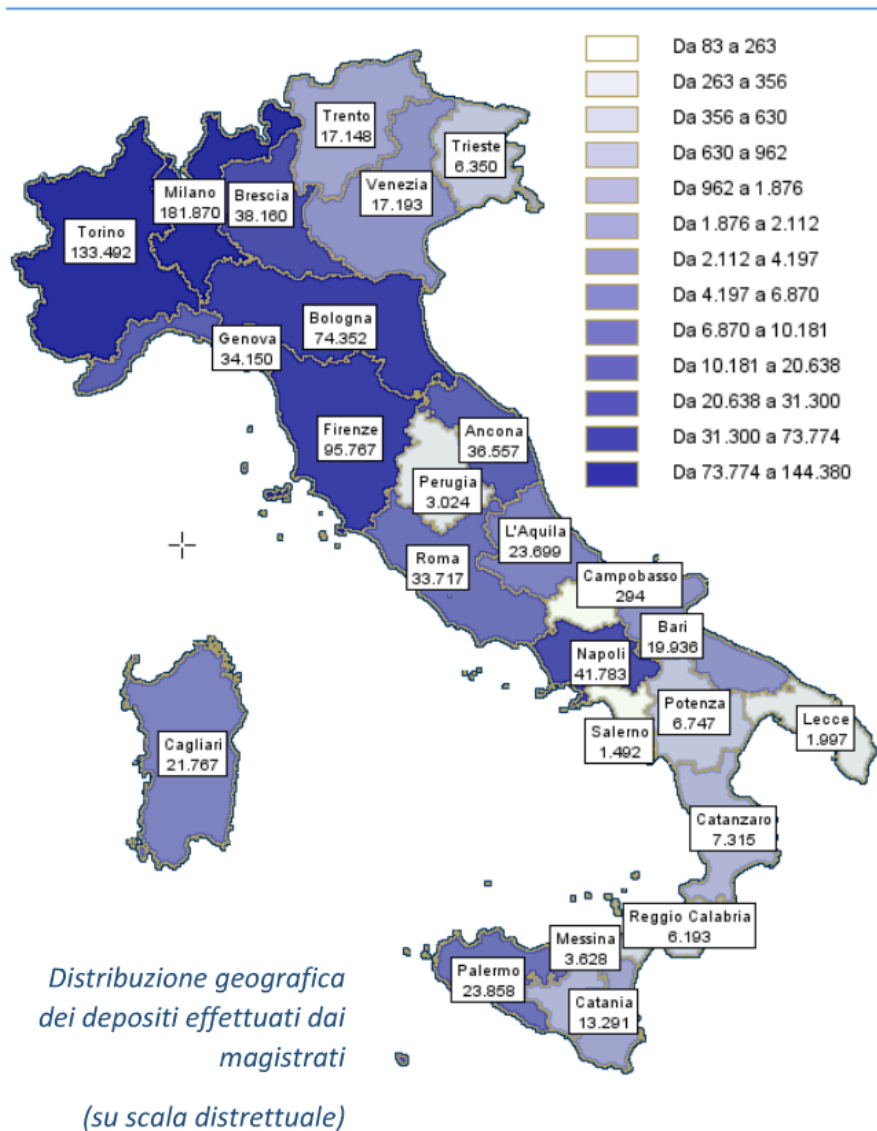 Da 83 a 263
Da 263 a 356
Da 356 a 630
Da 630 a 962
Da 962 a 1.876
Da 1.876 a 2.112
Da 2.112 a 4.197
Da 4.197 a 6.870
Da 6.870 a 10.181
Da 10.181 a 20.638
Da 20.638 a 31.300
Da 31.300 a 73.774
Da 73.774 a 144.380
Trento
17.148
Trieste
6.350
Milano
181.870
Brescia
38.160
Venezia
17.193
Torino
133.492
Bologna
74.352
Genova
34.150
Firenze
95.767
Ancona
36.557
Perugia
3.024
L'Aquila
23.699
Roma
33.717
Campobasso
294
Bari
19.936
Napoli
41.783
Potenza
6.747
Lecce
1.997
Salerno
1.492
Cagliari
21.767
Catanzaro
7.315
Reggio Calabria
6.193
Messina
3.628
Palermo
23.858
Catania
13.291
Distribuzione geografica
dei depositi effettuati dai
magistrati
(su scala distrettuale)